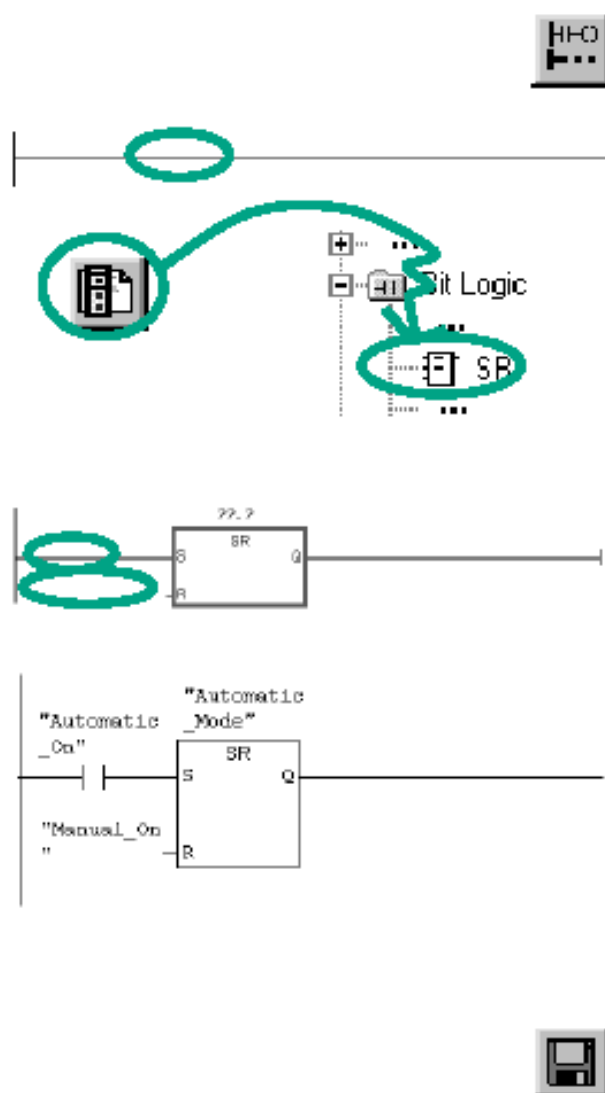 Bit Logic
SR
??.?
SR
S Q
R
"Automatic
_Mode"
"Automatic
_On"
SR
S Q
"Manual_On
"
R